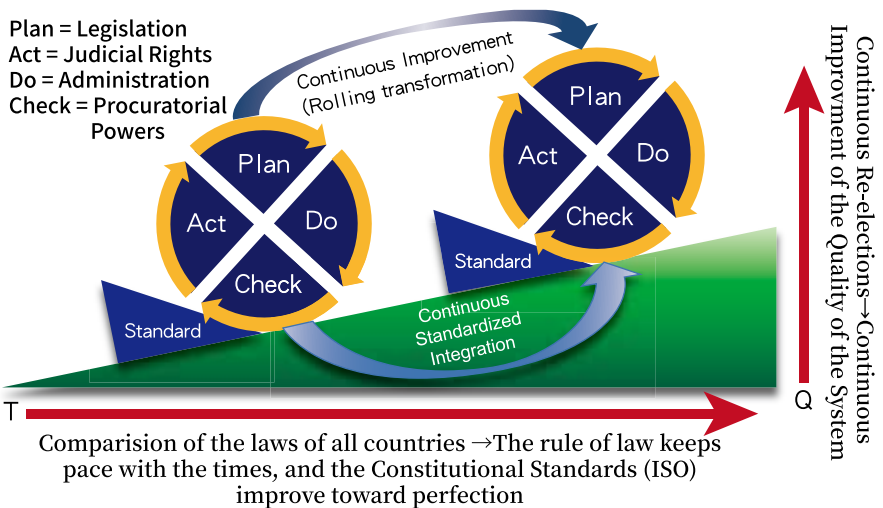 Plan = Legislation
Act = Judicial Rights
Do = Administration
Check = Procuratorial
Powers
Continuous Improvement
(Rolling transformation)
Plan
Do
Check
Act
Standard
Plan
Do
Check
Act
Standard
Continuous
Standardized
Integration
T
Q
Continuous Re-elections→Continuous
Improvment of the Quality of the System
Comparision of the laws of all countries →The rule of law keeps
pace with the times, and the Constitutional Standards (ISO)
improve toward perfection